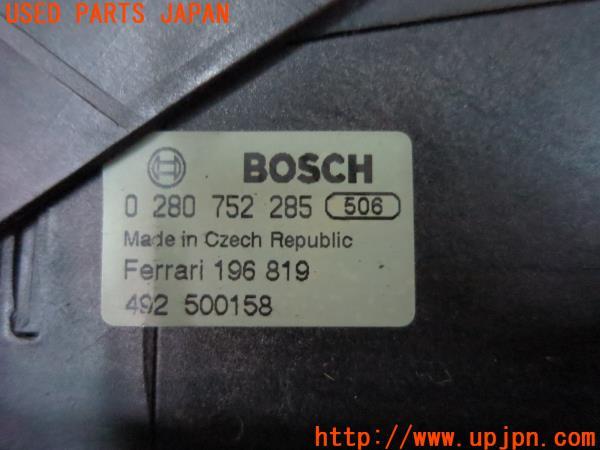 USED PARTS JAPAN
BOSCH
0 280 752 285 506
Made in Czech Republic
Ferrari 196 819
492 500158
http://www.upjpn.com